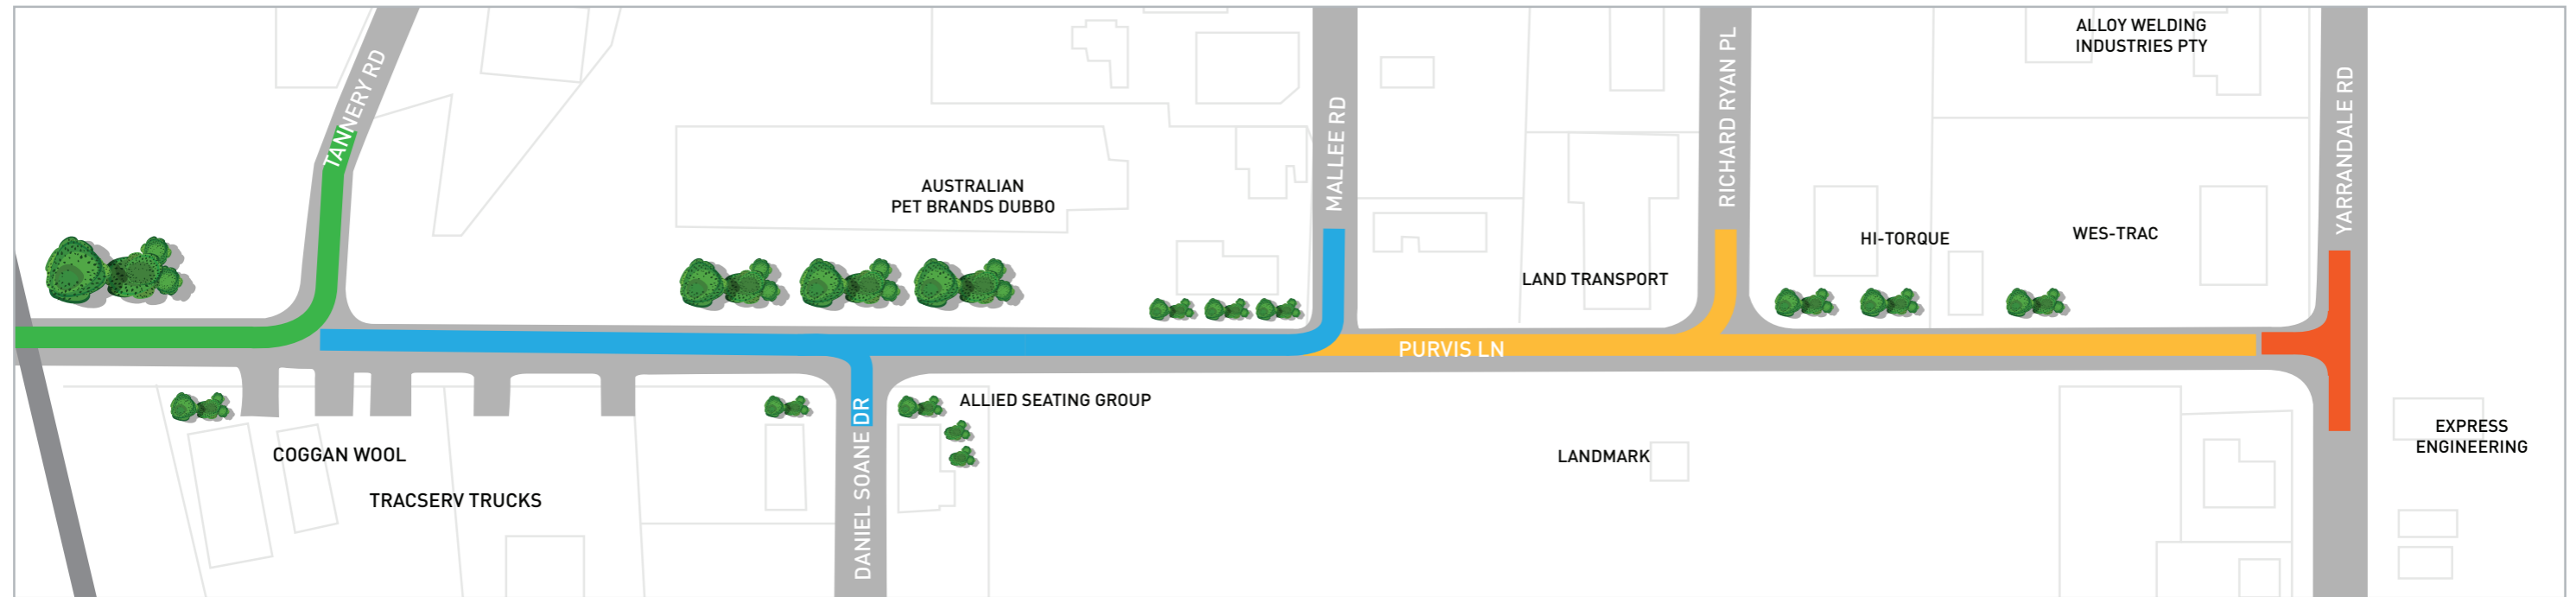 TANNERY RD
AUSTRALIAN
PET BRANDS DUBBO
MALLEE RD
RICHARD RYAN PL
ALLOY WELDING
INDUSTRIES PTY
YARRANDALE RD
LAND TRANSPORT
HI-TORQUE
WES-TRAC
PURVIS LN
COGGAN WOOL
TRACSERV TRUCKS
DANIEL SOANE DR
ALLIED SEATING GROUP
LANDMARK
EXPRESS
ENGINEERING